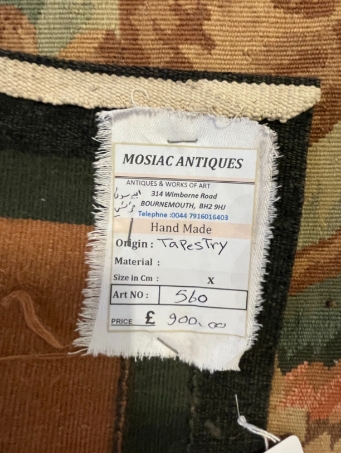 MOSIAC ANTIQUES
ANTIQUES & WORKS OF ART
314 Wimborne Road
BOURNEMOUTH, BH2 9HJ
Telephne :0044 7916016403
Hand Made
Origin : TaPesTry
Material :
Size in Cm : x
Art NO : 560
PRICE £ 900.00